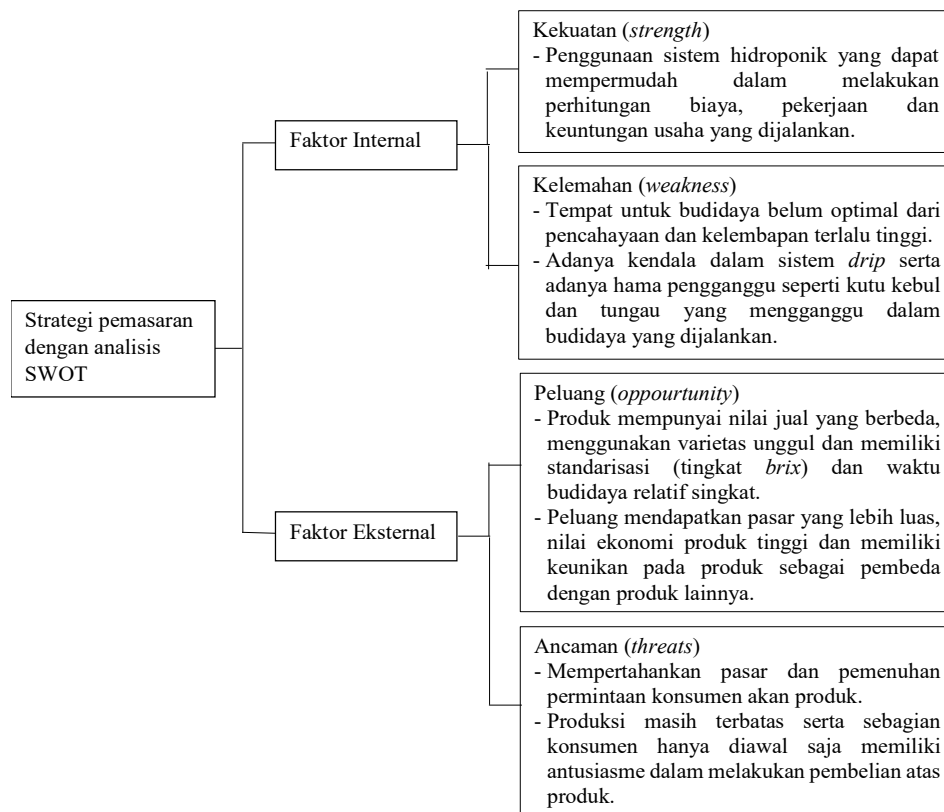 Strategi pemasaran
dengan analisis
SWOT
Faktor Internal
Kekuatan (strength)
- Penggunaan sistem hidroponik yang dapat
mempermudah dalam melakukan
perhitungan biaya, pekerjaan dan
keuntungan usaha yang dijalankan.
Kelemahan (weakness)
- Tempat untuk budidaya belum optimal dari
pencahayaan dan kelembapan terlalu tinggi.
- Adanya kendala dalam sistem drip serta
adanya hama pengganggu seperti kutu kebul
dan tungau yang mengganggu dalam
budidaya yang dijalankan.
Faktor Eksternal
Peluang (oppourtunity)
- Produk mempunyai nilai jual yang berbeda,
menggunakan varietas unggul dan memiliki
standarisasi (tingkat brix) dan waktu
budidaya relatif singkat.
- Peluang mendapatkan pasar yang lebih luas,
nilai ekonomi produk tinggi dan memiliki
keunikan pada produk sebagai pembeda
dengan produk lainnya.
Ancaman (threats)
- Mempertahankan pasar dan pemenuhan
permintaan konsumen akan produk.
- Produksi masih terbatas serta sebagian
konsumen hanya diawal saja memiliki
antusiasme dalam melakukan pembelian atas
produk.